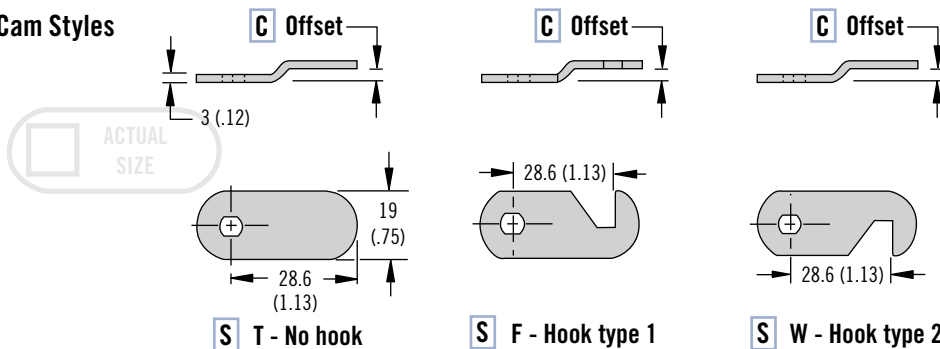 Cam Styles
C Offset
C Offset
C Offset
3 (.12)
ACTUAL
SIZE
28.6 (1.13)
19
(.75)
28.6
(1.13)
28.6 (1.13)
S T - No hook
S F - Hook type 1
S W - Hook type 2